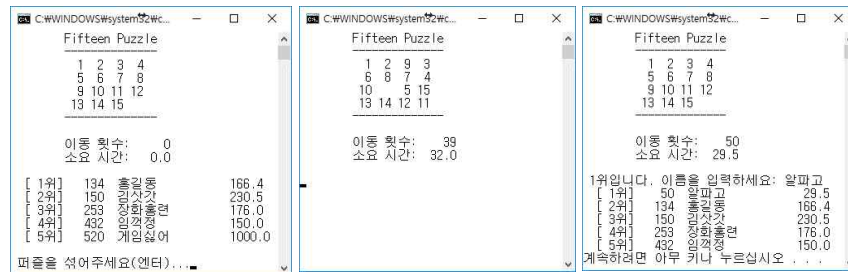 C:₩WINDOWS₩system32₩c...
Fifteen Puzzle
--------------
1 2 3 4
5 6 7 8
9 10 11 12
13 14 15
--------------
이동 횟수: 0
소요 시간: 0.0
[ 1위] 134 홍길동 166.4
[ 2위] 150 김삿갓 230.5
[ 3위] 253 장화홍련 176.0
[ 4위] 432 임꺽정 150.0
[ 5위] 520 게임싫어 1000.0
퍼즐을 섞어주세요(엔터)...
C:₩WINDOWS₩system32₩c...
Fifteen Puzzle
--------------
1 2 9 3
6 8 7 4
10 5 15
13 14 12 11
--------------
이동 횟수: 39
소요 시간: 32.0
C:₩WINDOWS₩system32₩c...
Fifteen Puzzle
--------------
1 2 3 4
5 6 7 8
9 10 11 12
13 14 15
--------------
이동 횟수: 50
소요 시간: 29.5
1위입니다. 이름을 입력하세요: 알파고
[ 1위] 50 알파고 29.5
[ 2위] 134 홍길동 166.4
[ 3위] 150 김삿갓 230.5
[ 4위] 253 장화홍련 176.0
[ 5위] 432 임꺽정 150.0
계속하려면 아무 키나 누르십시오 . . .